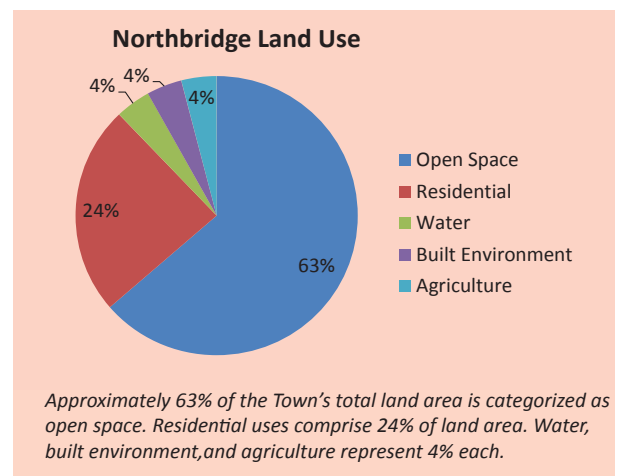 Northbridge Land Use
4%
4%
4%
24%
63%
Open Space
Residential
Water
Built Environment
Agriculture
Approximately 63% of the Town's total land area is categorized as
open space. Residential uses comprise 24% of land area. Water,
built environment,and agriculture represent 4% each.